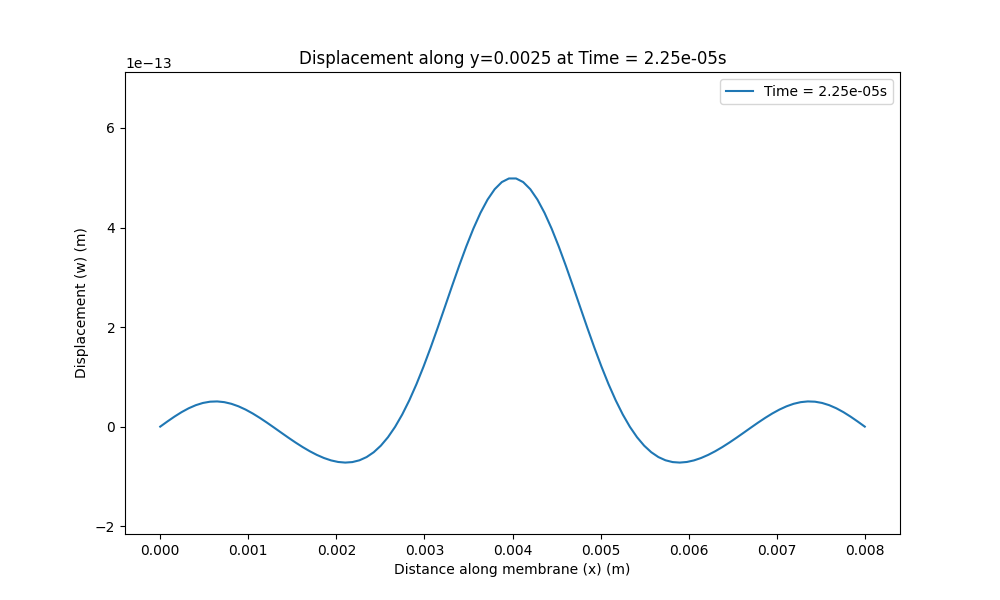 Displacement along y=0.0025 at Time = 2.25e-05s
1e−13
Time = 2.25e-05s
6
4
2
0
−2
Displacement (w) (m)
0.000 0.001 0.002 0.003 0.004 0.005 0.006 0.007 0.008
Distance along membrane (x) (m)